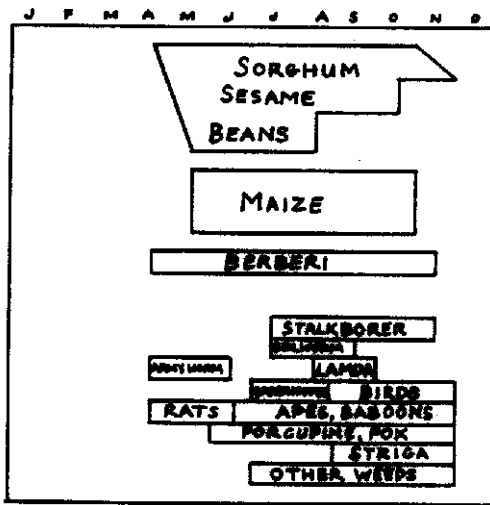 J F M A M J J A S O N D
SORGHUM
SESAME
BEANS
MAIZE
BERBERI
STALKBORER
LAMDA
BIRDS
RATS APES, BABOONS
PORCUPINE, FOX
STRIGA
OTHER WEEDS